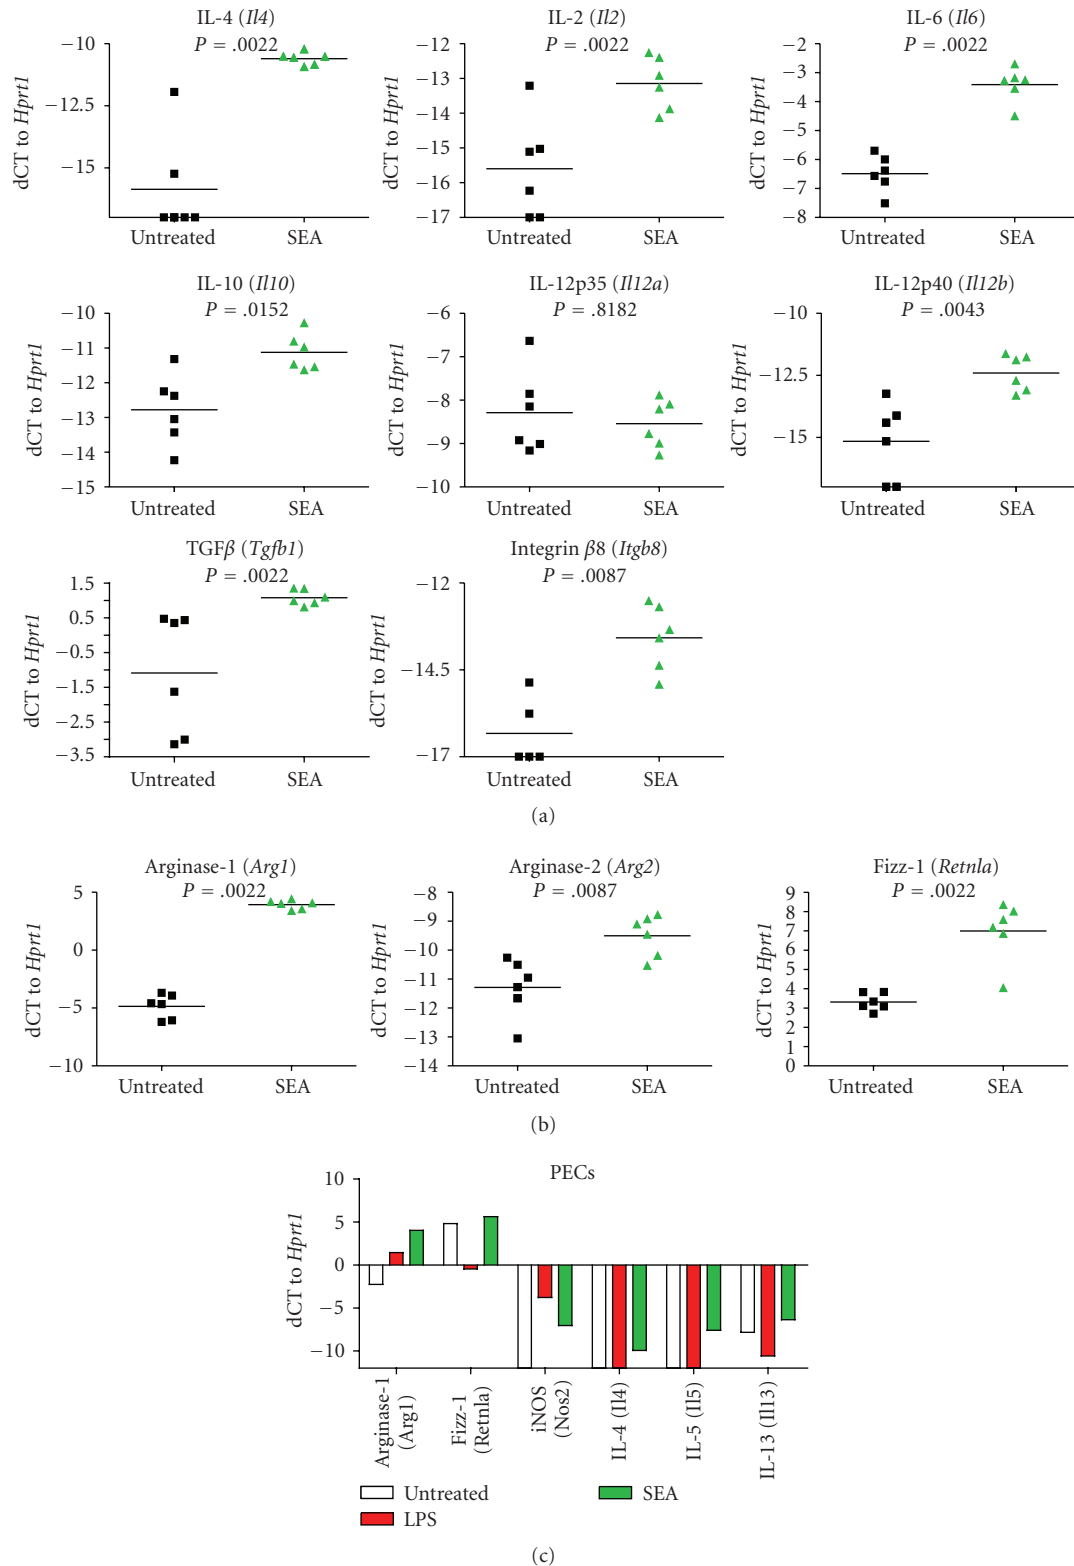 IL-4 (Il4)
P = .0022
dCT to Hprt1
−10
−12.5
−15
Untreated SEA
IL-2 (Il2)
P = .0022
dCT to Hprt1
−12
−13
−14
−15
−16
−17
Untreated SEA
IL-6 (Il6)
P = .0022
dCT to Hprt1
−2
−3
−4
−5
−6
−7
−8
Untreated SEA
IL-10 (Il10)
P = .0152
dCT to Hprt1
−10
−11
−12
−13
−14
−15
Untreated SEA
IL-12p35 (Il12a)
P = .8182
dCT to Hprt1
−6
−7
−8
−9
−10
Untreated SEA
IL-12p40 (Il12b)
P = .0043
dCT to Hprt1
−10
−12.5
−15
Untreated SEA
TGFβ (Tgfb1)
P = .0022
dCT to Hprt1
1.5
0.5
−0.5
−1.5
−2.5
−3.5
Untreated SEA
Integrin β8 (Itgb8)
P = .0087
dCT to Hprt1
−12
−14.5
−17
Untreated SEA
(a)
Arginase-1 (Arg1)
P = .0022
dCT to Hprt1
5
0
−5
−10
Untreated SEA
Arginase-2 (Arg2)
P = .0087
dCT to Hprt1
−8
−9
−10
−11
−12
−13
−14
Untreated SEA
Fizz-1 (Retnla)
P = .0022
dCT to Hprt1
9
8
7
6
5
4
3
2
1
0
Untreated SEA
(b)
PECs
dCT to Hprt1
10
5
0
−5
−10
Arginase-1
(Arg1)
Fizz-1
(Retnla)
iNOS
(Nos2)
IL-4 (Il4)
IL-5 (Il5)
IL-13 (Il13)
Untreated
LPS
SEA
(c)